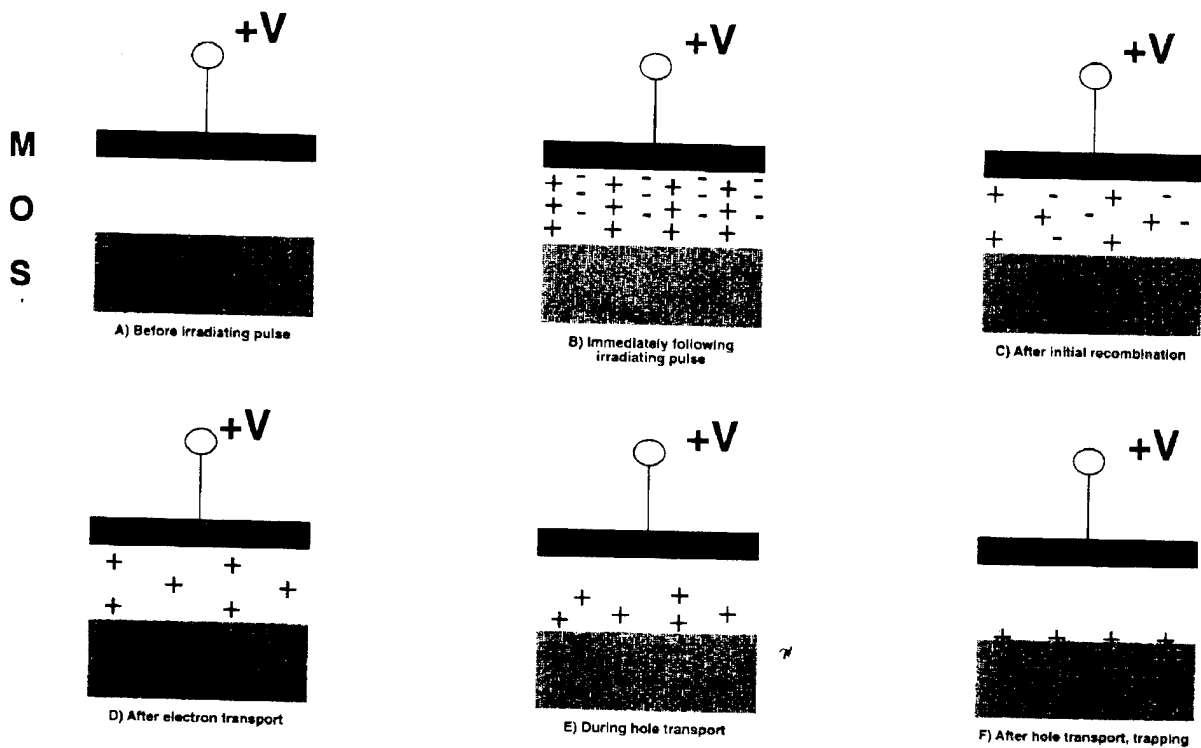 +V
+V
+V
M
O
S
A) Before irradiating pulse
B) Immediately following
irradiating pulse
C) After initial recombination
+V
+V
+V
D) After electron transport
E) During hole transport
F) After hole transport, trapping